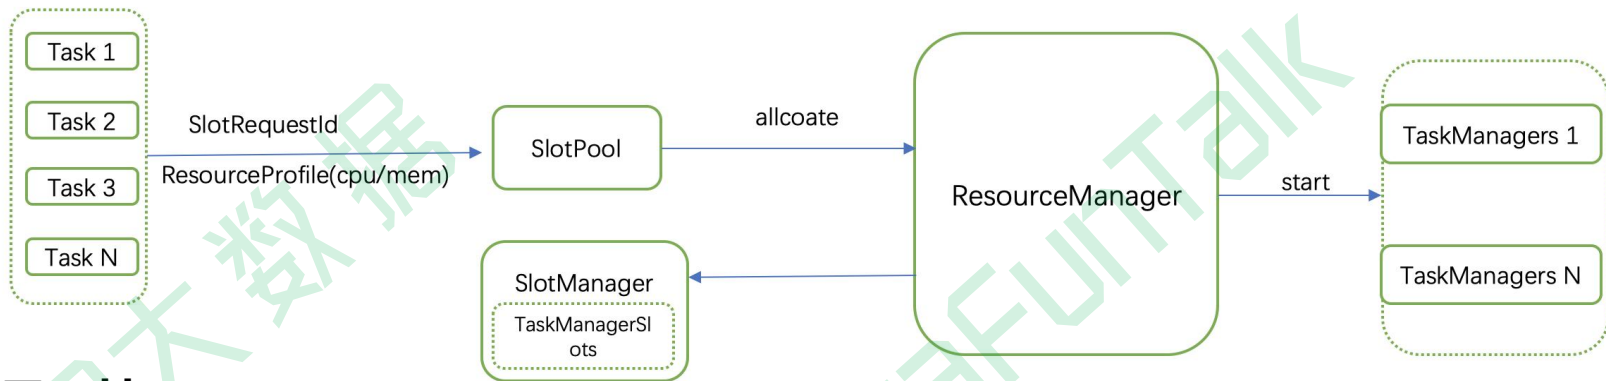 Task 1
Task 2
Task 3
Task N
SlotRequestId
ResourceProfile(cpu/mem)
SlotPool
allcoate
SlotManager
TaskManagerSl
ots
ResourceManager
start
TaskManagers 1
TaskManagers N
大数据
aFunTalk